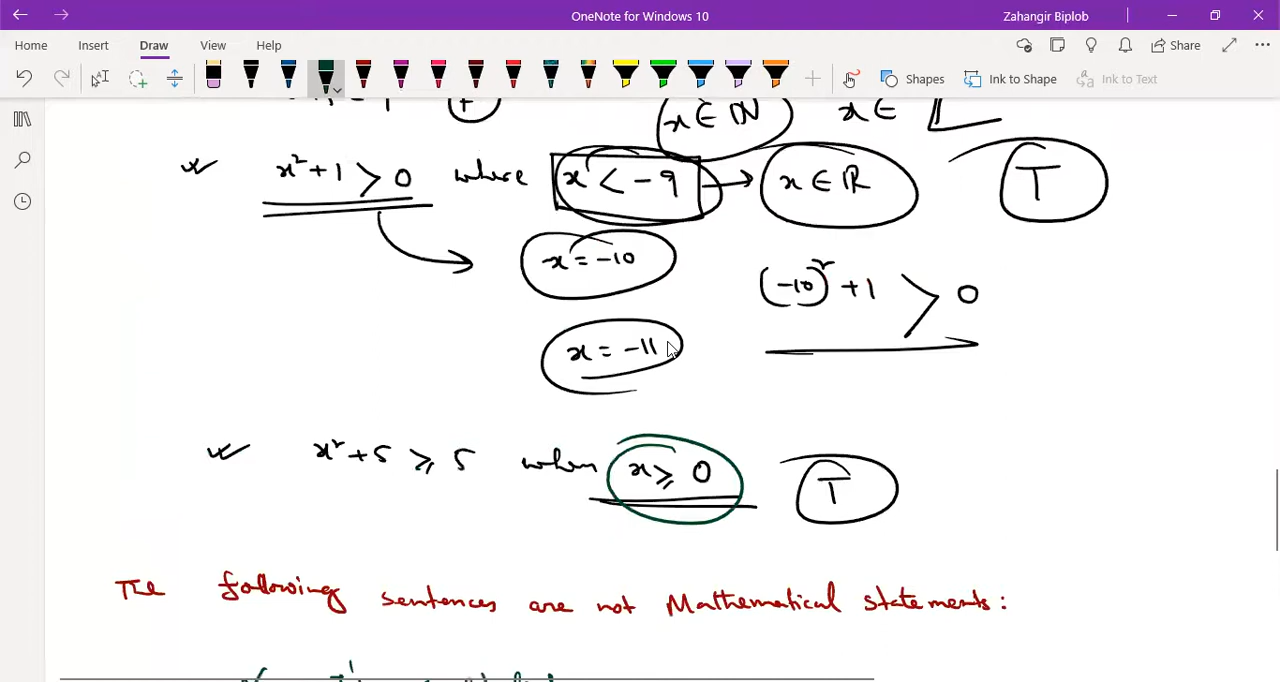 OneNote for Windows 10
Zahangir Biplob
Home Insert Draw View Help
Share
Shapes Ink to Shape Ink to Text
x ∈ ℕ x ∈
x² + 1 > 0 where x < -9 → x ∈ ℝ T
x = -10 (-10)² + 1 > 0
x = -11
x² + 5 ≥ 5 when x ≥ 0 T
The following sentences are not Mathematical statements: